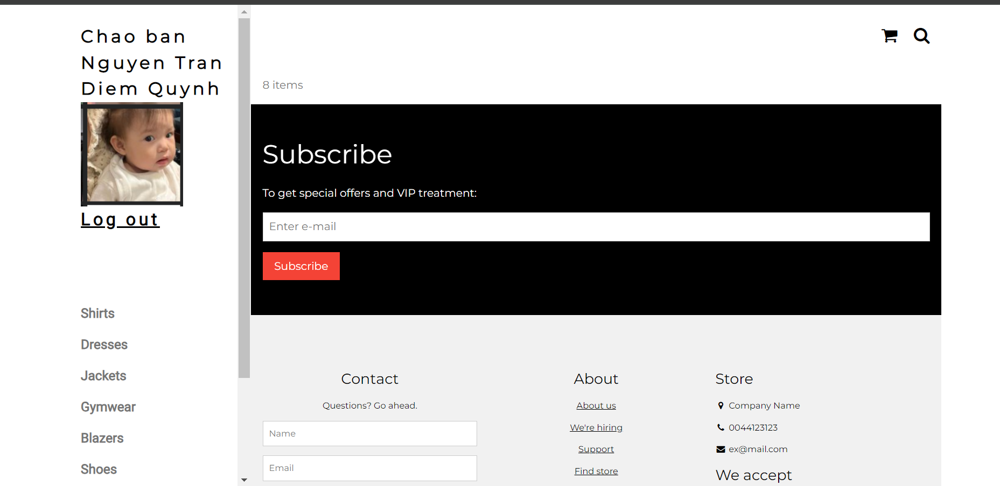 Chao ban
Nguyen Tran
Diem Quynh
Log out
Shirts
Dresses
Jackets
Gymwear
Blazers
Shoes
8 items
Subscribe
To get special offers and VIP treatment:
Enter e-mail
Subscribe
Contact
Questions? Go ahead.
Name
Email
About
About us
We're hiring
Support
Find store
Store
Company Name
0044123123
ex@mail.com
We accept